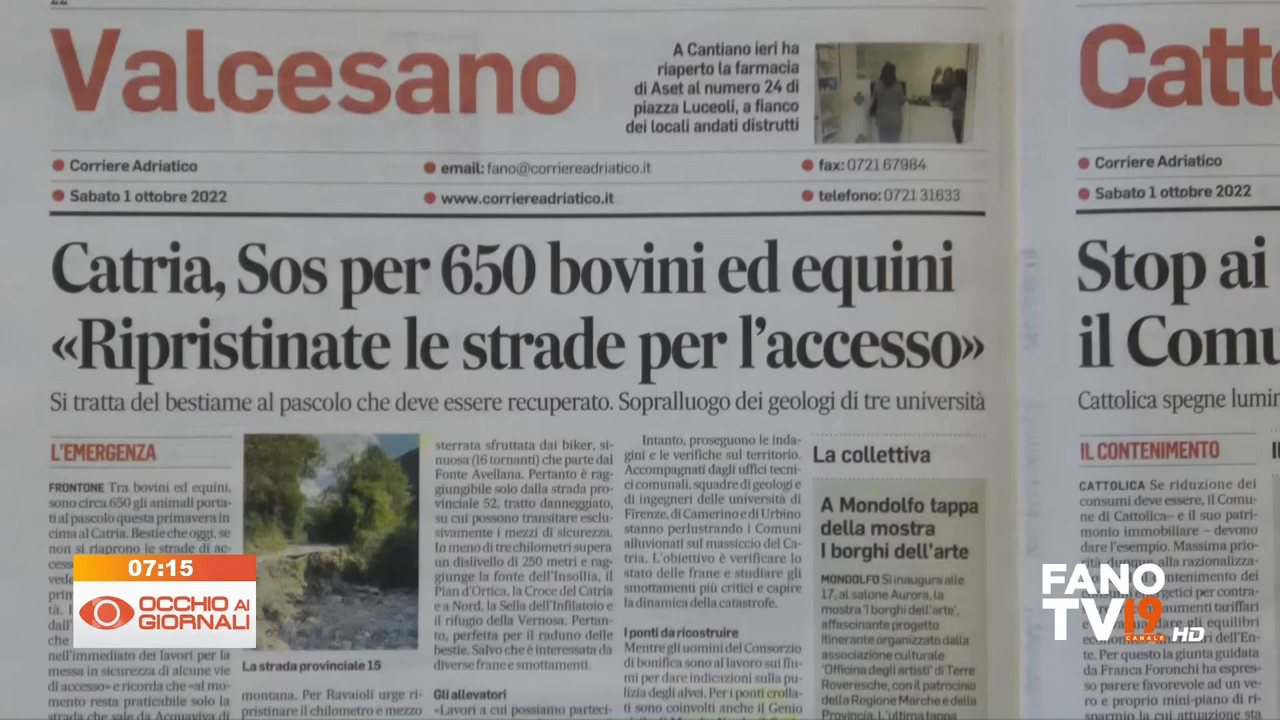 Valcesano
A Cantiano ieri ha
riaperto la farmacia
di Aset al numero 24 di
piazza Luceoli, a fianco
dei locali andati distrutti
Corriere Adriatico
Sabato 1 ottobre 2022
email: fano@corriereadriatico.it
www.corriereadriatico.it
fax: 0721 67984
telefono: 0721 31633
Catria, Sos per 650 bovini ed equini
«Ripristinate le strade per l'accesso»
Si tratta del bestiame al pascolo che deve essere recuperato. Sopralluogo dei geologi di tre università
L'EMERGENZA
FRONTONE Tra bovini ed equini,
sono circa 650 gli animali porta-
ti al pascolo questa primavera in
cima al Catria. Bestie che oggi, se
non si riaprono le strade di ac-
nell'immediato dei lavori per la
messa in sicurezza di alcune vie
di accesso» e ricorda che «al mo-
mento resta praticabile solo la
strada che sale da Acquaviva di
La strada provinciale 15
montana. Per Ravaioli urge ri-
pristinare il chilometro e mezzo
sterrata sfruttata dai biker, si-
nuosa (16 tornanti) che parte dal
Fonte Avellana. Pertanto è rag-
giungibile solo dalla strada pro-
vinciale 52, tratto danneggiato,
su cui possono transitare esclu-
sivamente i mezzi di sicurezza.
In meno di tre chilometri supera
un dislivello di 250 metri e rag-
giunge la fonte dell'Insollia, il
Plan d'Ortica, la Croce del Catria
e a Nord, la Sella dell'Infilatoio e
il rifugio della Vernosa. Pertan-
to, perfetta per il raduno delle
bestie. Salvo che è interessata da
diverse frane e smottamenti.
Gli allevatori
«Lavori a cui possiamo parteci-
Intanto, proseguono le inda-
gini e le verifiche sul territorio.
Accompagnati dagli uffici tecni-
ci comunali, squadre di geologi e
di ingegneri delle università di
Firenze, di Camerino e di Urbino
stanno perlustrando i Comuni
alluvionati sul massiccio del Ca-
tria. L'obiettivo è verificare lo
stato delle frane e studiare gli
smottamenti più critici e capire
la dinamica della catastrofe.
I ponti da ricostruire
Mentre gli uomini del Consorzio
di bonifica sono al lavoro sui fiu-
mi per dare indicazioni sulla pu-
lizia degli alvei. Per i ponti crolla-
ti sono coinvolti anche il Genio
La collettiva
A Mondolfo tappa
della mostra
I borghi dell'arte
MONDOLFO Si inaugura alle
17, al salone Aurora, la
mostra 'I borghi dell'arte',
affascinante progetto
itinerante organizzato dalla
associazione culturale
'Officina degli artisti' di Terre
Roveresche, con il patrocinio
della Regione Marche e della
Provincia. L'ultima tappa
Catto
Corriere Adriatico
Sabato 1 ottobre 2022
Stop ai
il Comu
Cattolica spegne lumin
IL CONTENIMENTO
CATTOLICA Se riduzione dei
consumi deve essere, il Comu-
ne di Cattolica – e il suo patri-
monio immobiliare – devono
dare l'esempio. Massima prio-
te. Per questo la giunta guidata
da Franca Foronchi ha espres-
so parere favorevole ad un ve-
ro e proprio mini-piano di ri-
07:15
OCCHIO AI
GIORNALI
FANO
TV19
CANALE HD